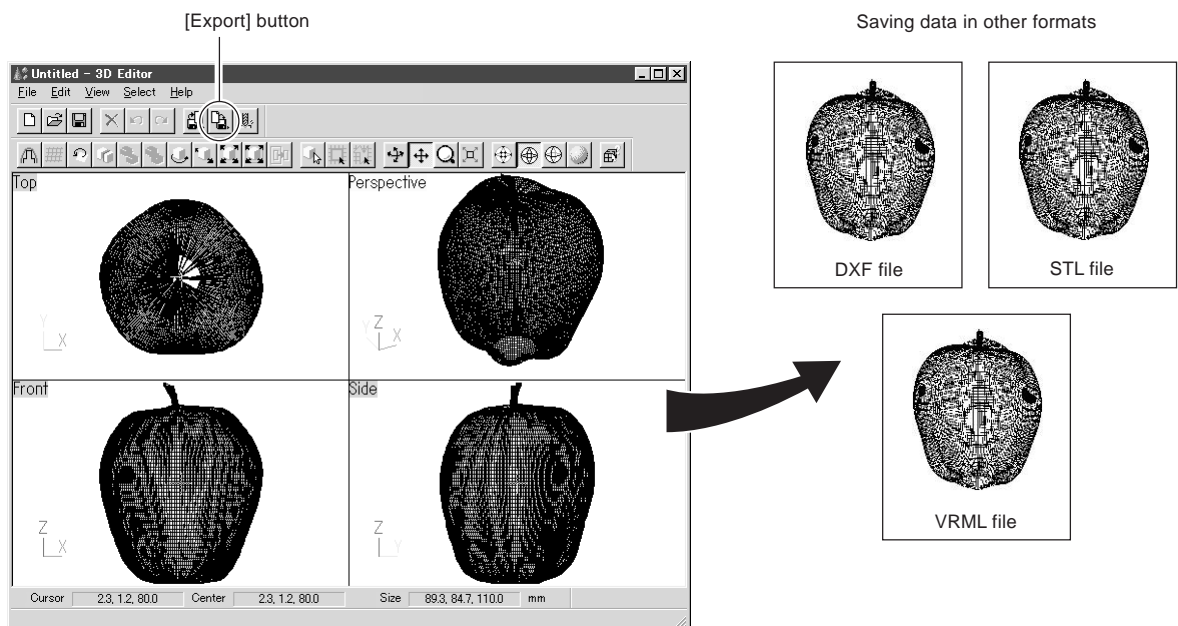 [Export] button
Saving data in other formats
Untitled - 3D Editor
File Edit View Select Help
Top
Perspective
Y
X
Z
Y
X
Front
Side
Z
X
Z
Y
Cursor 2.3, 1.2, 80.0 Center 2.3, 1.2, 80.0 Size 89.3, 84.7, 110.0 mm
DXF file
STL file
VRML file